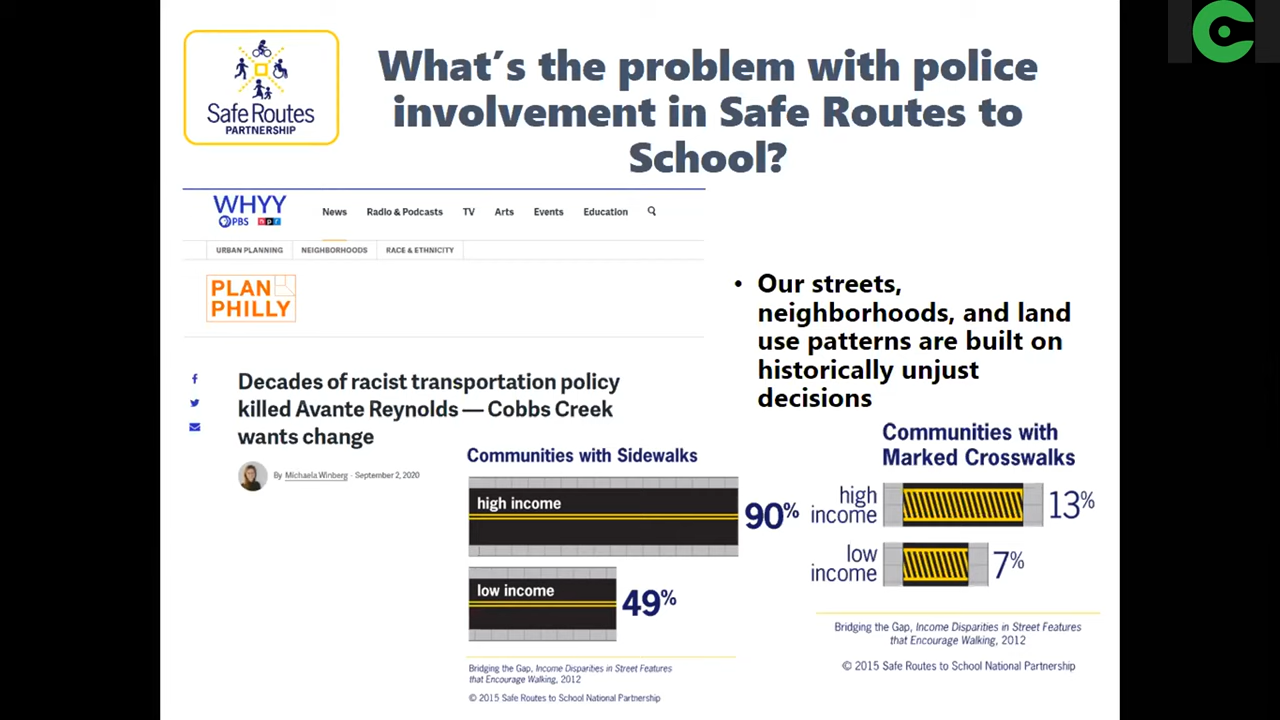 Safe Routes
PARTNERSHIP
What's the problem with police
involvement in Safe Routes to
School?
WHYY
PBS npr
News Radio & Podcasts TV Arts Events Education
URBAN PLANNING NEIGHBORHOODS RACE & ETHNICITY
PLAN
PHILLY
Decades of racist transportation policy
killed Avante Reynolds — Cobbs Creek
wants change
By Michaela Winberg · September 2, 2020
• Our streets,
neighborhoods, and land
use patterns are built on
historically unjust
decisions
Communities with Sidewalks
high income
90%
low income
49%
Bridging the Gap, Income Disparities in Street Features
that Encourage Walking, 2012
© 2015 Safe Routes to School National Partnership
Communities with
Marked Crosswalks
high
income
13%
low
income
7%
Bridging the Gap, Income Disparities in Street Features
that Encourage Walking, 2012
© 2015 Safe Routes to School National Partnership